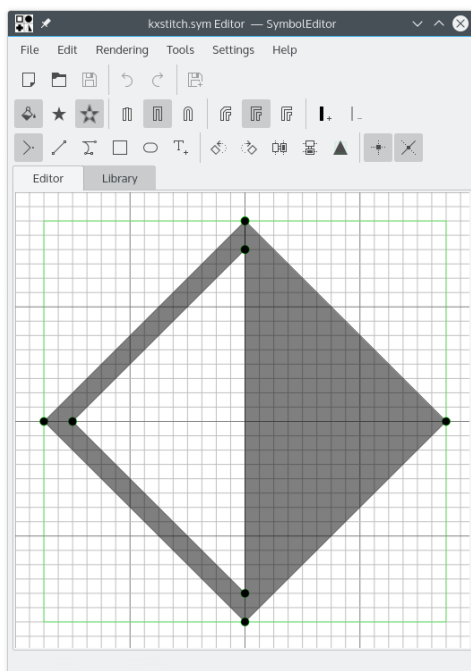 kxstitch.sym Editor — SymbolEditor
File Edit Rendering Tools Settings Help
Editor Library